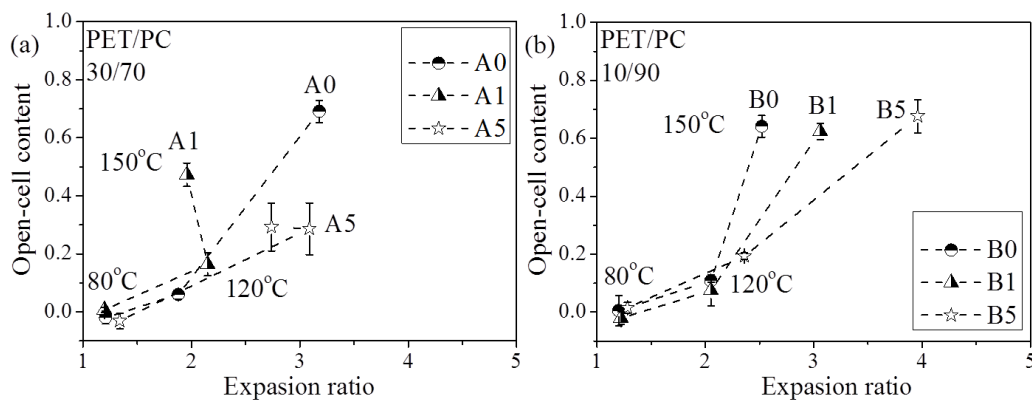 (a)
PET/PC
30/70
A0
A1
A5
A0
A1
150°C
A5
80°C
120°C
Open-cell content
1.0
0.8
0.6
0.4
0.2
0.0
1 2 3 4 5
Expasion ratio
(b)
PET/PC
10/90
B0
B1
B5
150°C
80°C
120°C
B0
B1
B5
Open-cell content
1.0
0.8
0.6
0.4
0.2
0.0
1 2 3 4 5
Expasion ratio